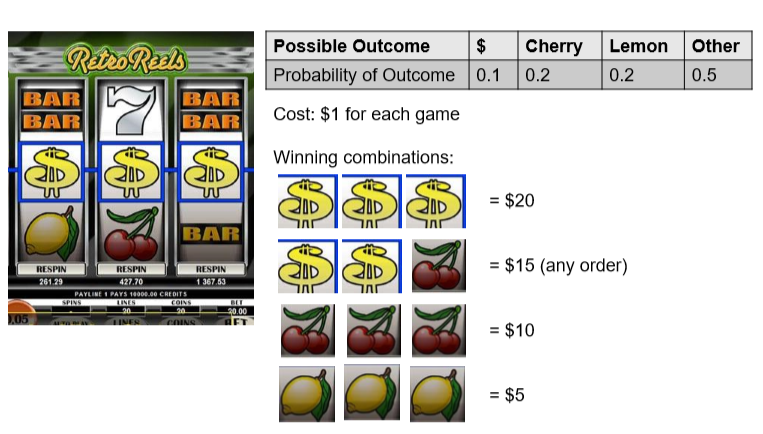 Retro Reels
BAR BAR
BAR BAR
7
$ $ $
BAR
RESPIN RESPIN RESPIN
261.29 427.70 1 367.53
PAYLINE 1 PAYS 10000.00 CREDITS
SPINS LINES COINS BET
- 20 20 20.00
Possible Outcome $ Cherry Lemon Other
Probability of Outcome 0.1 0.2 0.2 0.5
Cost: $1 for each game
Winning combinations:
$ $ $ = $20
$ $ = $15 (any order)
= $10
= $5